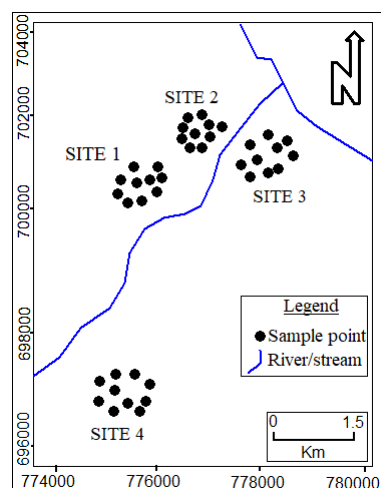 704000
702000
700000
698000
696000
N
SITE 2
SITE 1
SITE 3
SITE 4
Legend
Sample point
River/stream
0 1.5
Km
774000 776000 778000 780000